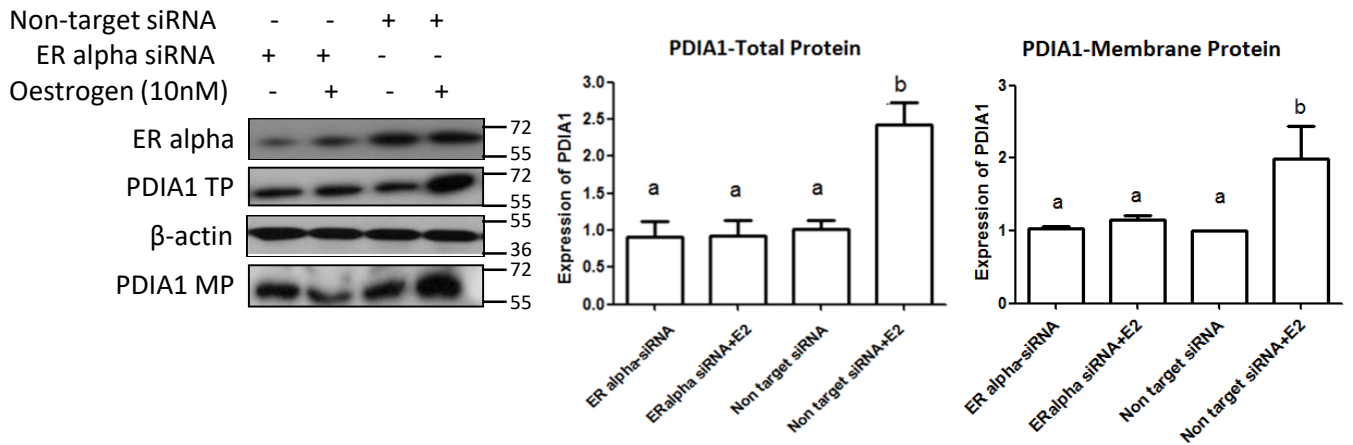 Non-target siRNA - - + +
ER alpha siRNA + + - -
Oestrogen (10nM) - + - +
ER alpha
72
55
PDIA1 TP
72
55
β-actin
55
36
PDIA1 MP
72
55
PDIA1-Total Protein
Expression of PDIA1
3.0
2.5
2.0
1.5
1.0
0.5
0.0
a
a
a
b
ER alpha-siRNA
ERalpha siRNA+E2
Non target siRNA
Non target siRNA+E2
PDIA1-Membrane Protein
Expression of PDIA1
3
2
1
0
a
a
a
b
ER alpha-siRNA
ERalpha siRNA+E2
Non target siRNA
Non target siRNA+E2